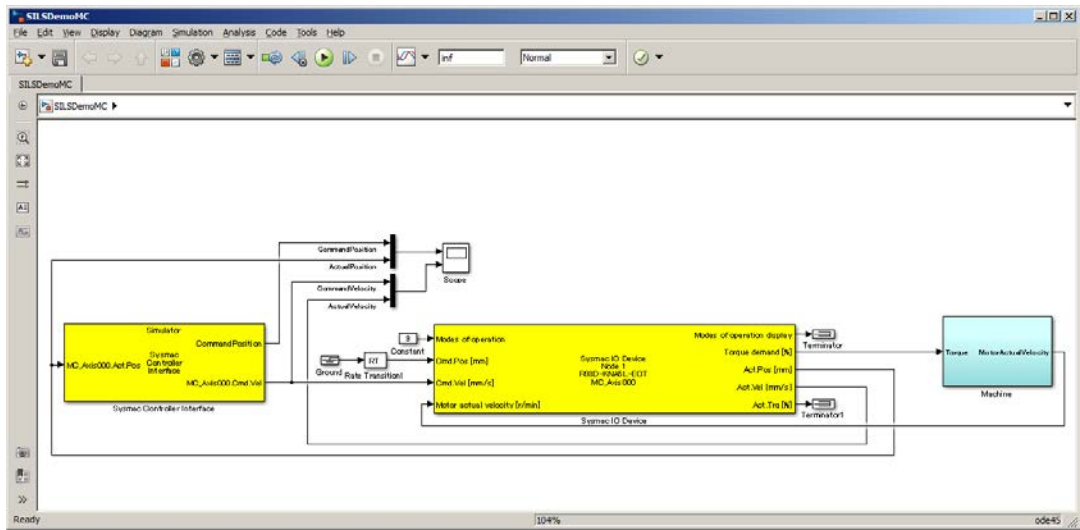 SILSDemoMC
File Edit View Display Diagram Simulation Analysis Code Tools Help
inf
Normal
SILSDemoMC
SILSDemoMC
CommandPosition
ActualPosition
CommandVelocity
ActualVelocity
Scope
Simulator
CommandPosition
Sysmac
Controller
Interface
MC_Axis000.Act.Pos
MC_Axis000.Cmd.Vel
Sysmac Controller Interface
Constant
Ground
RT
Rate Transition1
Modes of operation
Cmd.Pos [mm]
Cmd.Vel [mm/s]
Motor actual velocity [r/min]
Sysmac IO Device
Node 1
R88D-KNA5L-ECT
MC_Axis000
Modes of operation display
Torque demand [%]
Act.Pos [mm]
Act.Vel [mm/s]
Act.Trq [%]
Sysmac IO Device
Terminator
Terminator1
Torque
MotorActualVelocity
Machine
Ready
104%
ode45